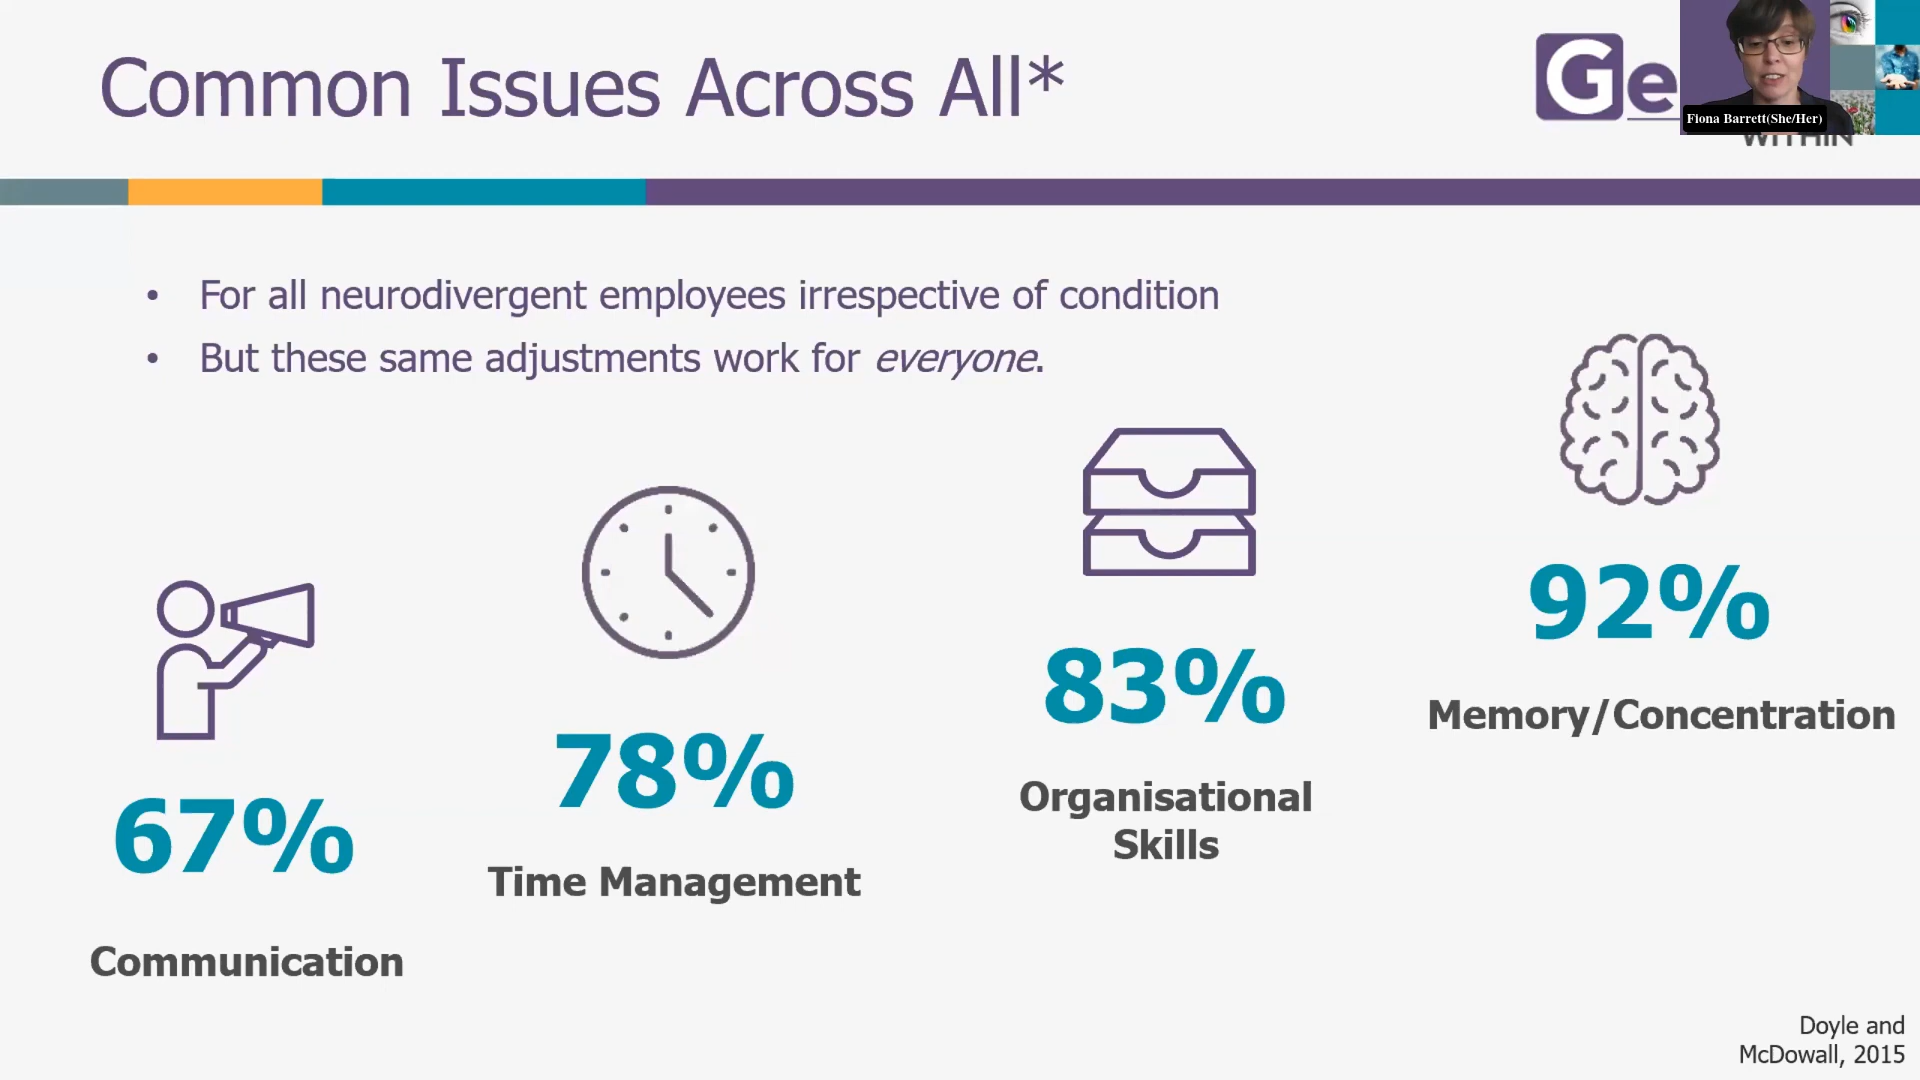 Common Issues Across All*
Ge
Fiona Barrett(She/Her)
WITHIN
• For all neurodivergent employees irrespective of condition
• But these same adjustments work for everyone.
67%
Communication
78%
Time Management
83%
Organisational
Skills
92%
Memory/Concentration
Doyle and
McDowall, 2015